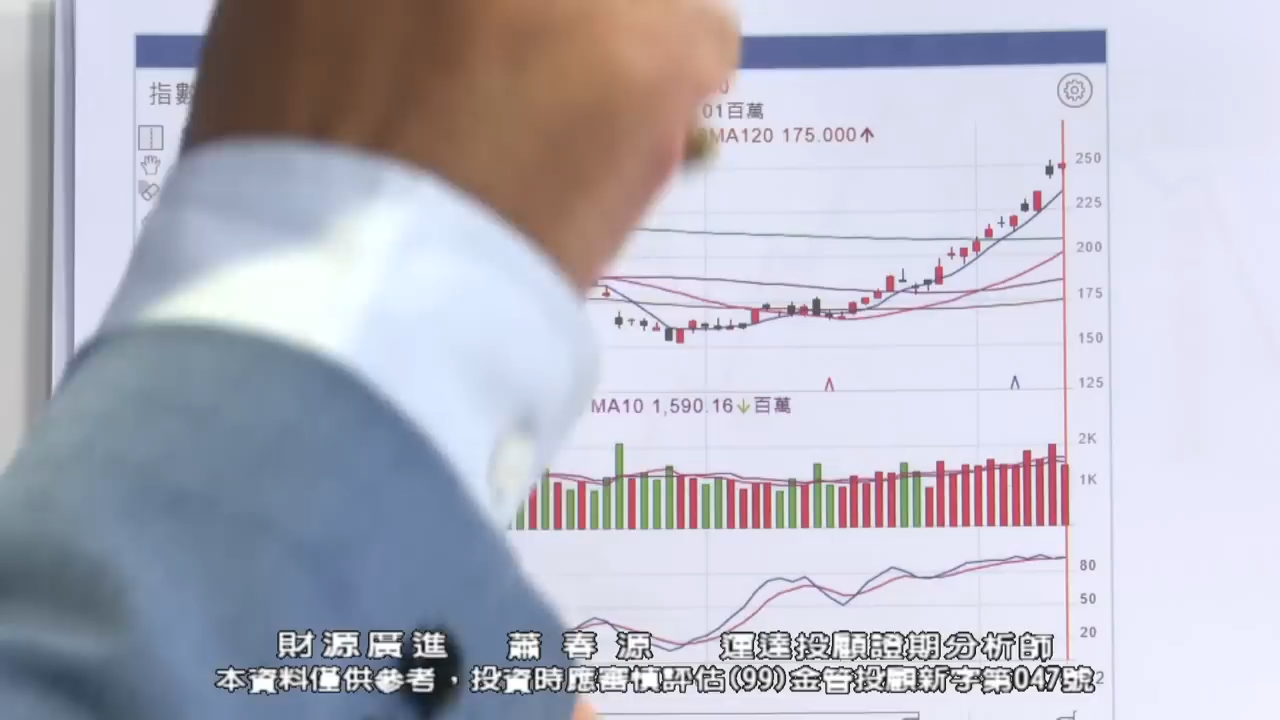 指數
01百萬
MA120 175.000↑
250
225
200
175
150
125
MA10 1,590.16↓百萬
2K
1K
80
50
20
財源廣進 蕭春源 運達投顧證期分析師
本資料僅供參考，投資時應審慎評估(99)金管投顧新字第047號